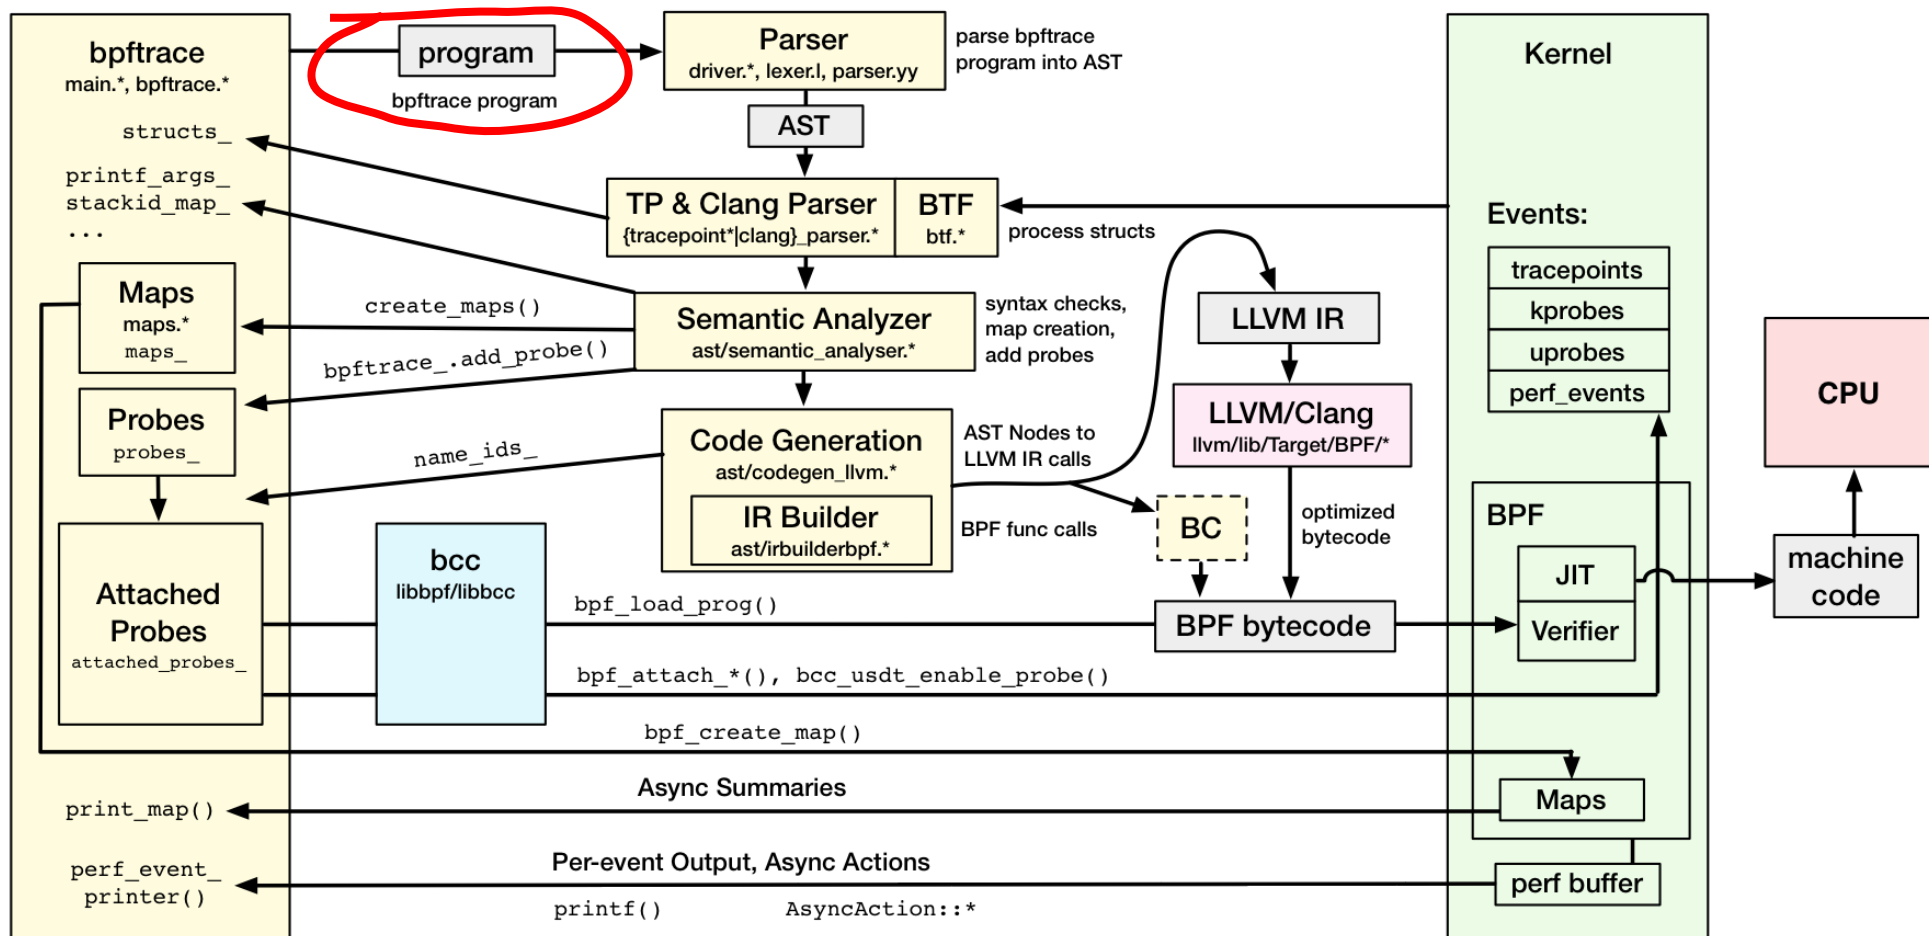 bpftrace
main.*, bpftrace.*
program
bpftrace program
Parser
driver.*, lexer.l, parser.yy
parse bpftrace
program into AST
AST
structs_
printf_args_
stackid_map_
...
TP & Clang Parser
{tracepoint*|clang}_parser.*
BTF
btf.*
process structs
Maps
maps.*
maps_
create_maps()
Semantic Analyzer
ast/semantic_analyser.*
syntax checks,
map creation,
add probes
bpftrace_.add_probe()
Probes
probes_
name_ids_
Code Generation
ast/codegen_llvm.*
IR Builder
ast/irbuilderbpf.*
AST Nodes to
LLVM IR calls
BPF func calls
LLVM IR
LLVM/Clang
llvm/lib/Target/BPF/*
optimized
bytecode
BC
BPF bytecode
Attached
Probes
attached_probes_
bcc
libbpf/libbcc
bpf_load_prog()
bpf_attach_*(), bcc_usdt_enable_probe()
bpf_create_map()
Async Summaries
print_map()
Per-event Output, Async Actions
perf_event_
printer()
printf()
AsyncAction::*
Kernel
Events:
tracepoints
kprobes
uprobes
perf_events
BPF
JIT
Verifier
Maps
perf buffer
CPU
machine
code